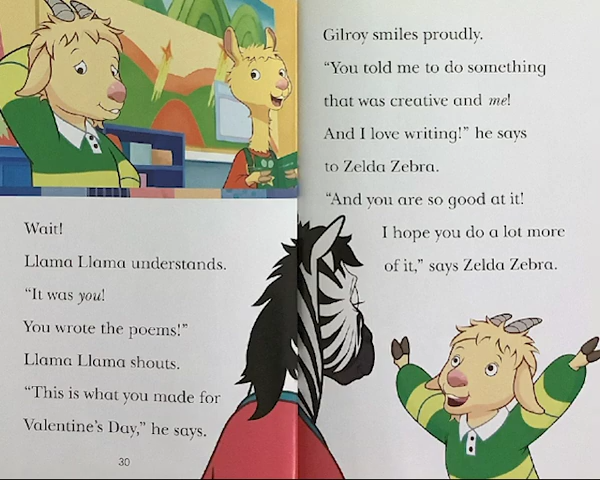 Wait!
Llama Llama understands.
“It was you!
You wrote the poems!”
Llama Llama shouts.
“This is what you made for
Valentine’s Day,” he says.
30
Gilroy smiles proudly.
“You told me to do something
that was creative and me!
And I love writing!” he says
to Zelda Zebra.
“And you are so good at it!
I hope you do a lot more
of it,” says Zelda Zebra.